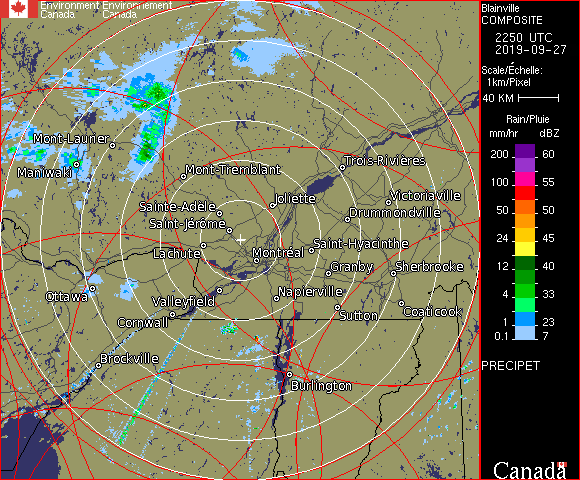 Environment Environnement
Canada Canada
Blainville
COMPOSITE
2250 UTC
2019-09-27
Scale/Échelle:
1km/Pixel
40 KM
Rain/Pluie
mm/hr dBZ
200 60
100 55
50 50
24 45
12 40
4 33
1 23
0.1 7
PRECIPET
Canada
Mont-Laurier
Maniwaki
Mont-Tremblant
Trois-Rivières
Sainte-Adèle
Joliette
Victoriaville
Drummondville
Saint-Jérôme
Lachute
Montréal
Saint-Hyacinthe
Granby
Sherbrooke
Ottawa
Valleyfield
Napierville
Cornwall
Sutton
Coaticook
Brockville
Burlington